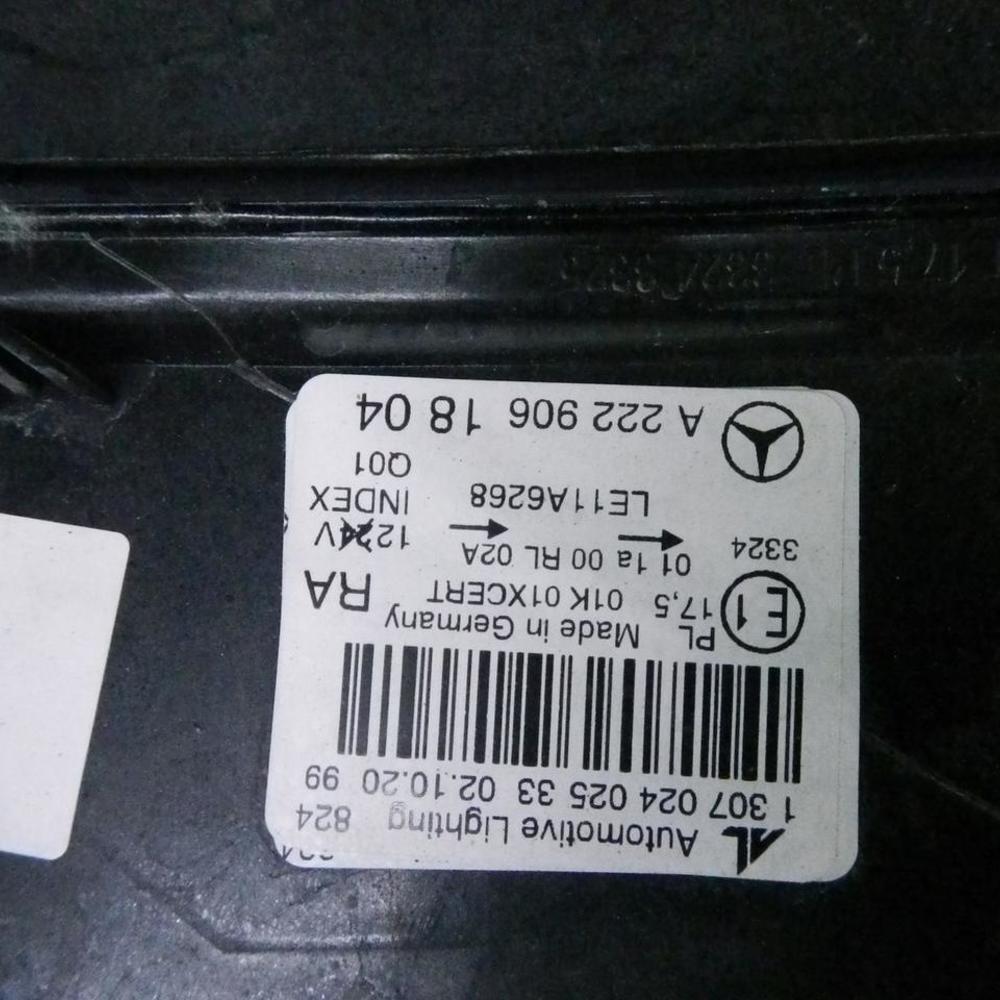 Automotive Lighting 824
1 307 024 025 33 02.10.20 99
PL Made in Germany
E1 17,5 01K 01XCERT RA
3324 01 1a 00 RL 02A 1224V
LE11A6268 INDEX
Q01
A 222 906 18 04